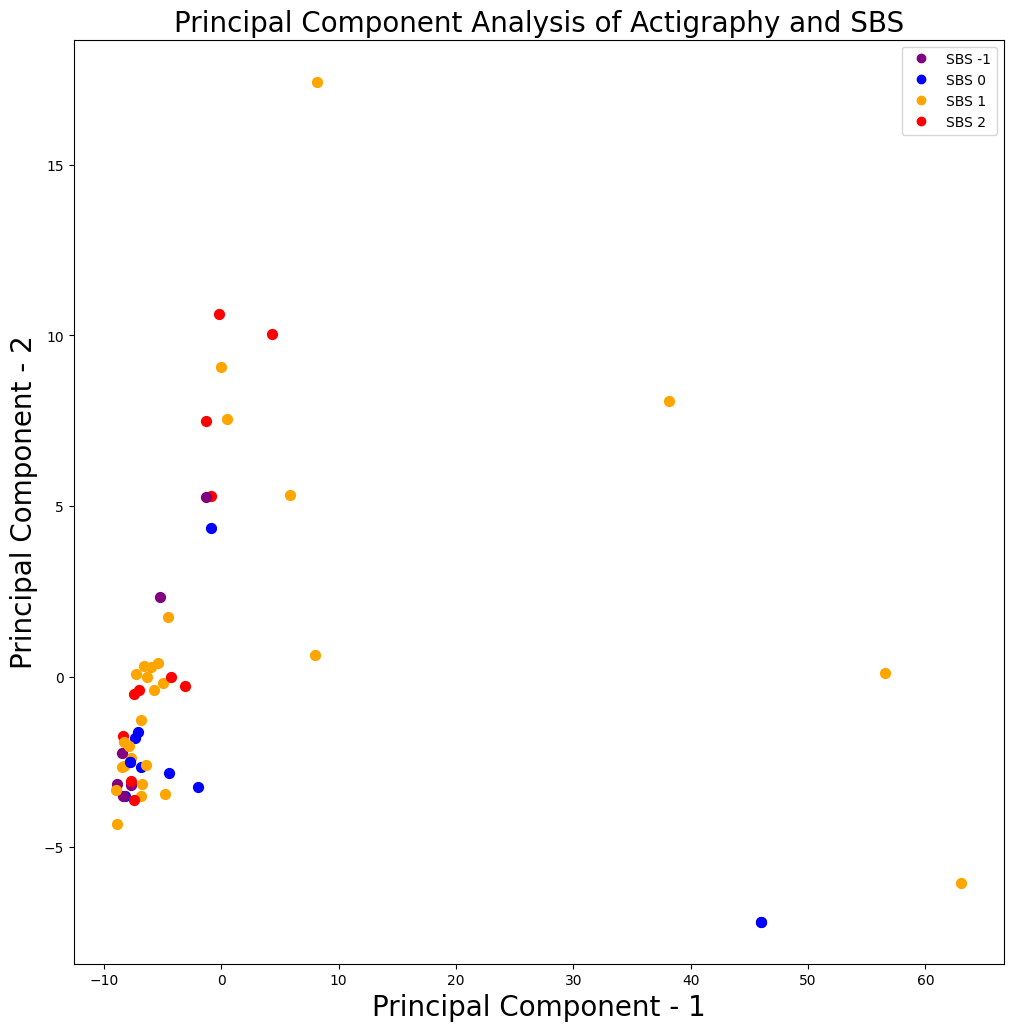 Principal Component Analysis of Actigraphy and SBS
SBS -1
SBS 0
SBS 1
SBS 2
Principal Component - 2
15
10
5
0
−5
−10
0
10
20
30
40
50
60
Principal Component - 1